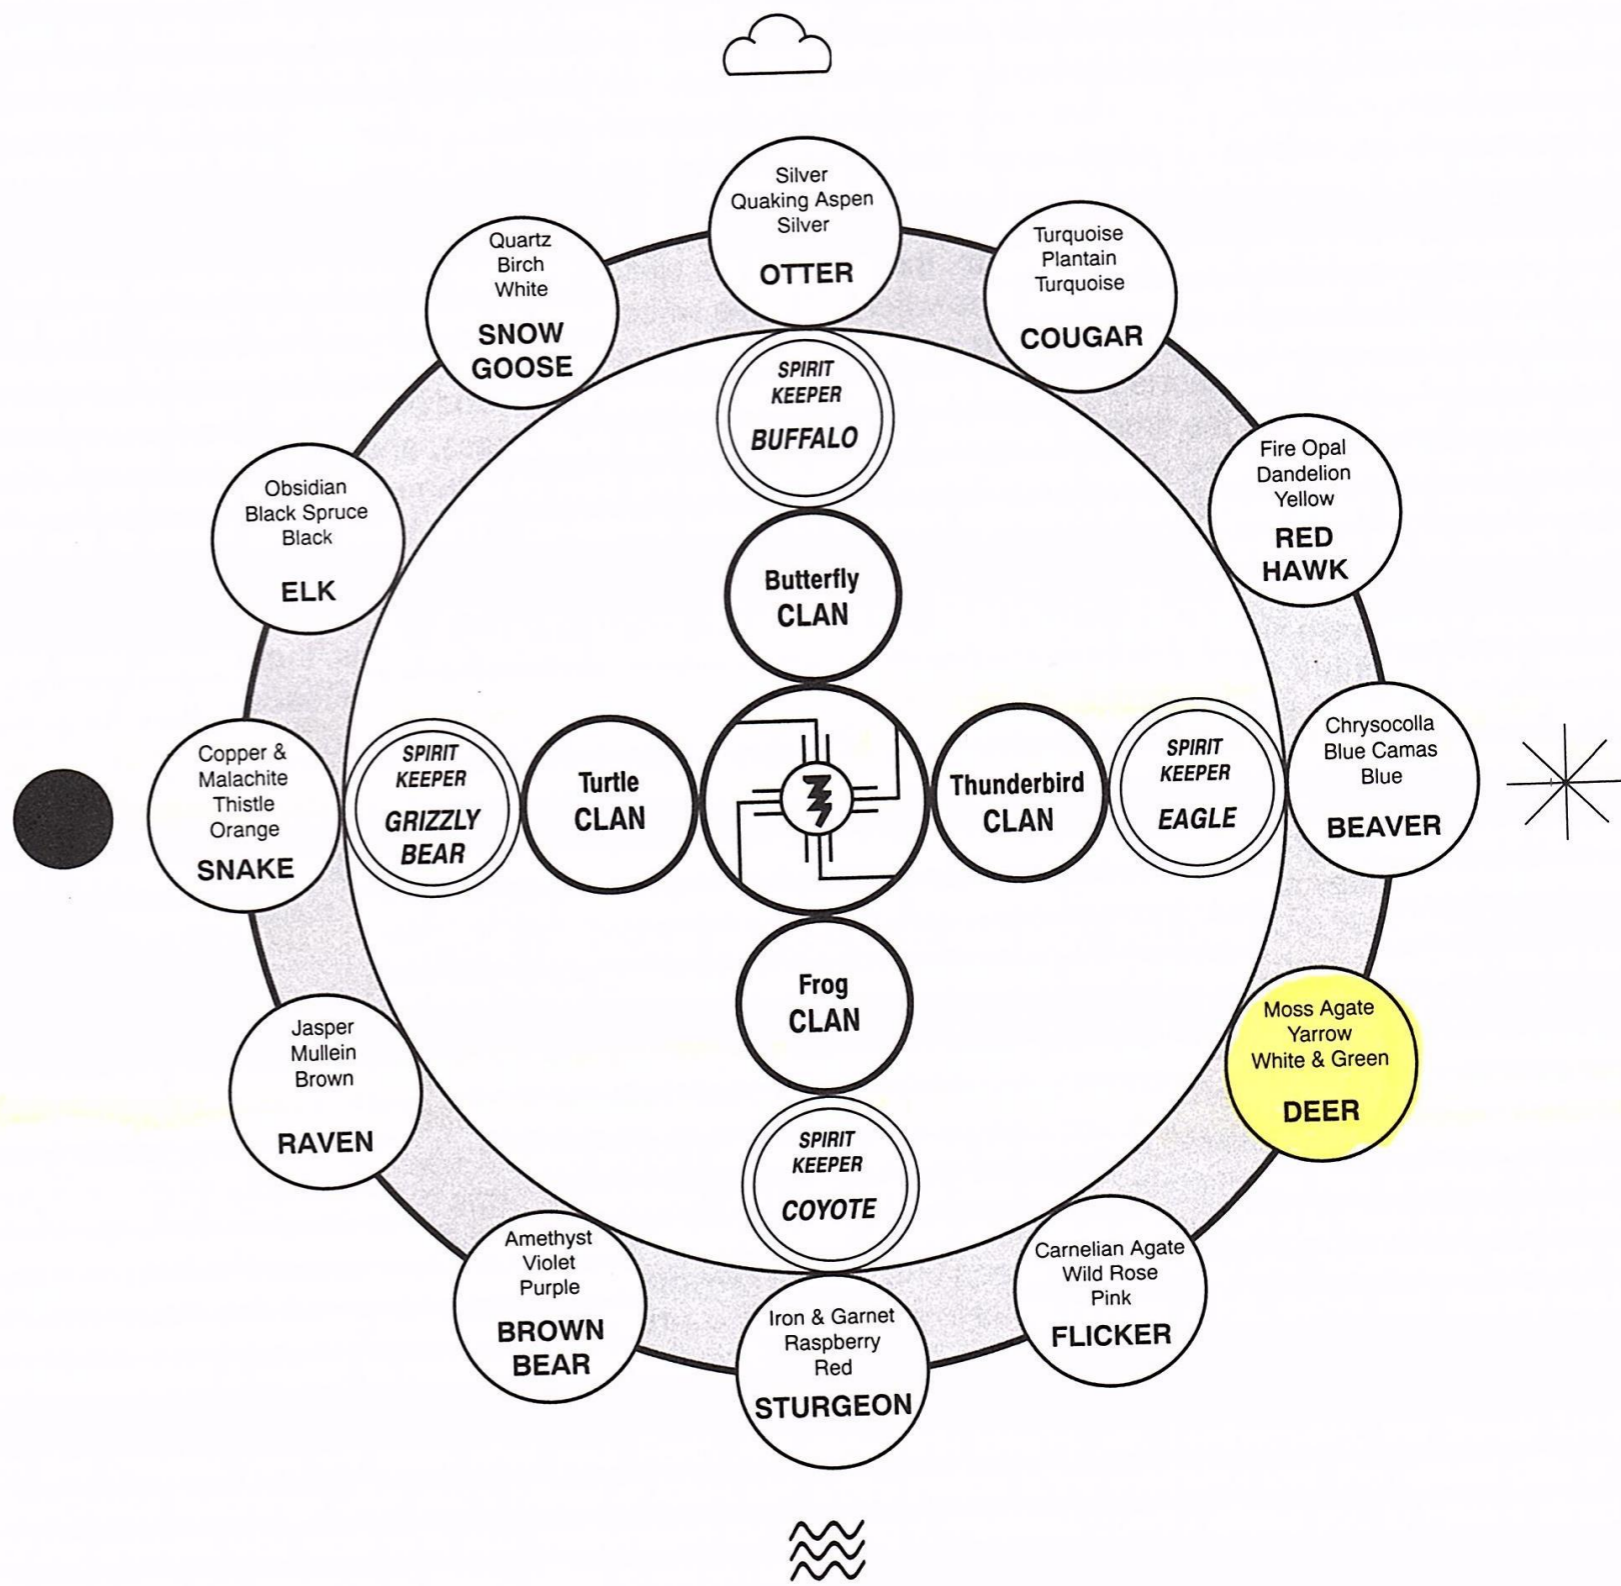 Silver
Quaking Aspen
Silver
OTTER
Turquoise
Plantain
Turquoise
COUGAR
Fire Opal
Dandelion
Yellow
RED
HAWK
Chrysocolla
Blue Camas
Blue
BEAVER
Moss Agate
Yarrow
White & Green
DEER
Carnelian Agate
Wild Rose
Pink
FLICKER
Iron & Garnet
Raspberry
Red
STURGEON
Amethyst
Violet
Purple
BROWN
BEAR
Jasper
Mullein
Brown
RAVEN
Copper &
Malachite
Thistle
Orange
SNAKE
Obsidian
Black Spruce
Black
ELK
Quartz
Birch
White
SNOW
GOOSE
SPIRIT
KEEPER
BUFFALO
Butterfly
CLAN
SPIRIT
KEEPER
GRIZZLY
BEAR
Turtle
CLAN
Thunderbird
CLAN
SPIRIT
KEEPER
EAGLE
Frog
CLAN
SPIRIT
KEEPER
COYOTE